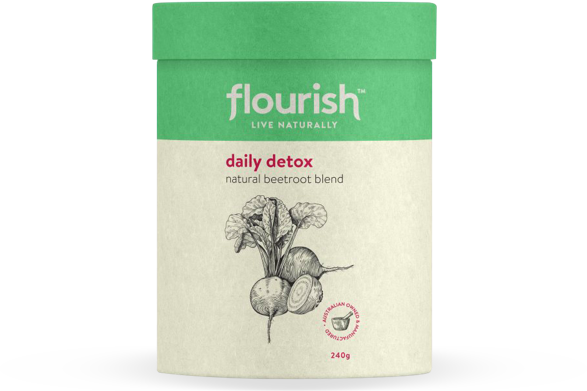 flourish™
LIVE NATURALLY
daily detox
natural beetroot blend
AUSTRALIAN OWNED & MANUFACTURED
240g